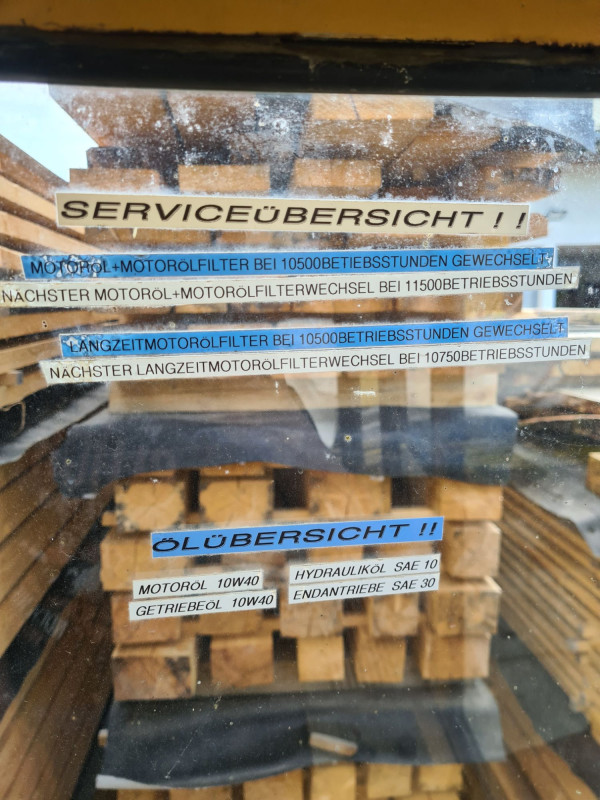 SERVICEÜBERSICHT ! !
MOTORÖL+MOTORÖLFILTER BEI 10500BETIEBSSTUNDEN GEWECHSELT
NÄCHSTER MOTORÖL+MOTORÖLFILTERWECHSEL BEI 11500BETRIEBSSTUNDEN
LANGZEITMOTORÖLFILTER BEI 10500BETRIEBSSTUNDEN GEWECHSELT
NÄCHSTER LANGZEITMOTORÖLFILTERWECHSEL BEI 10750BETRIEBSSTUNDEN
ÖLÜBERSICHT !!
MOTORÖL 10W40
HYDRAULIKÖL SAE 10
GETRIEBEÖL 10W40
ENDANTRIEBE SAE 30